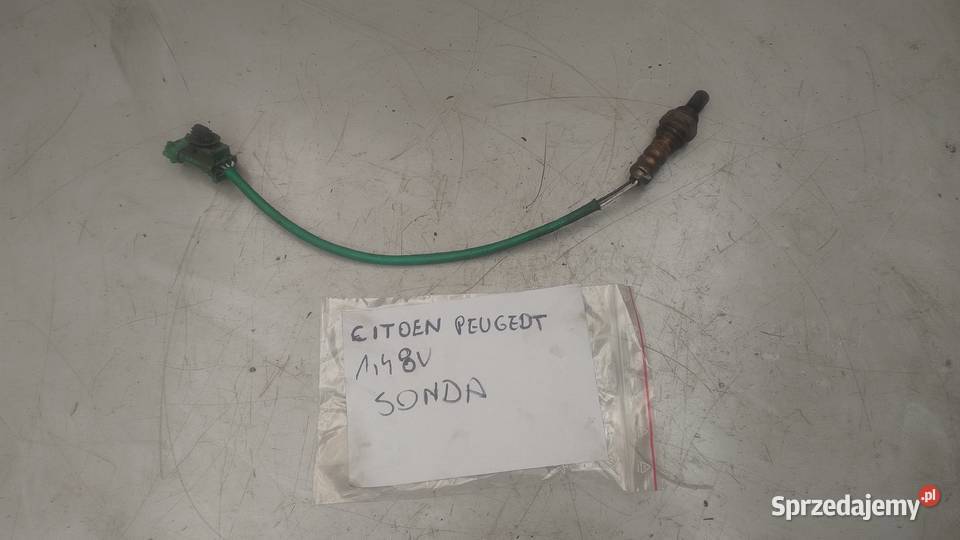 CITOEN PEUGEOT
1,4 8V
SONDA
Sprzedajemy.pl